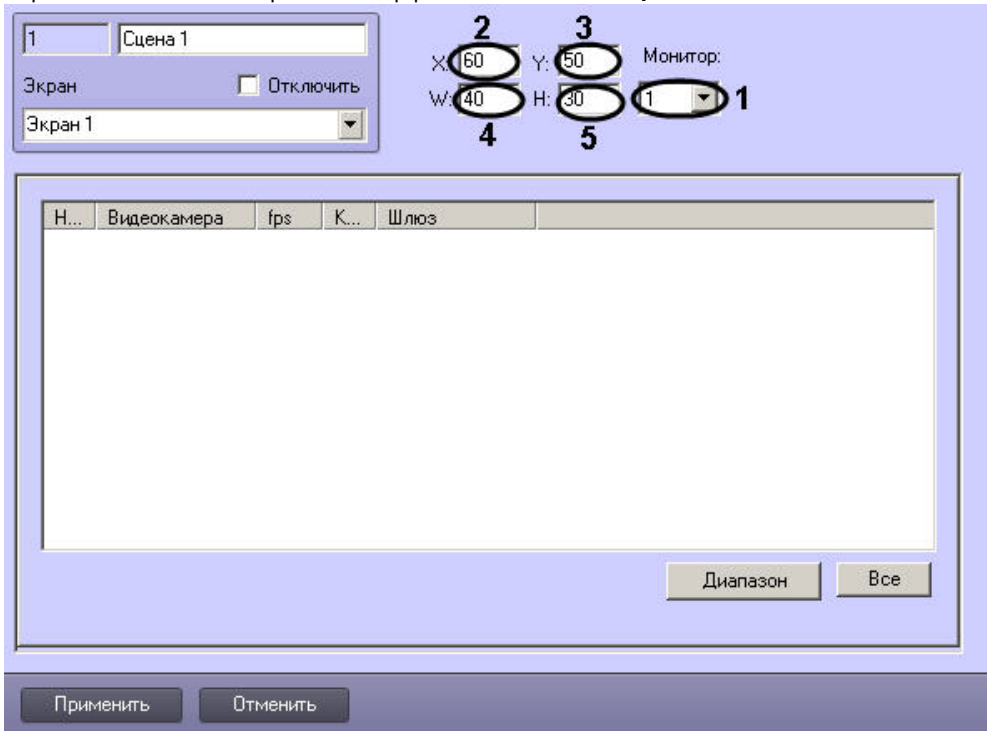 1 Сцена 1
Экран Отключить
Экран 1
2 3
X: 60 Y: 50 Монитор:
W: 40 H: 30 1 1
4 5
Н... Видеокамера fps К... Шлюз
Диапазон Все
Применить Отменить